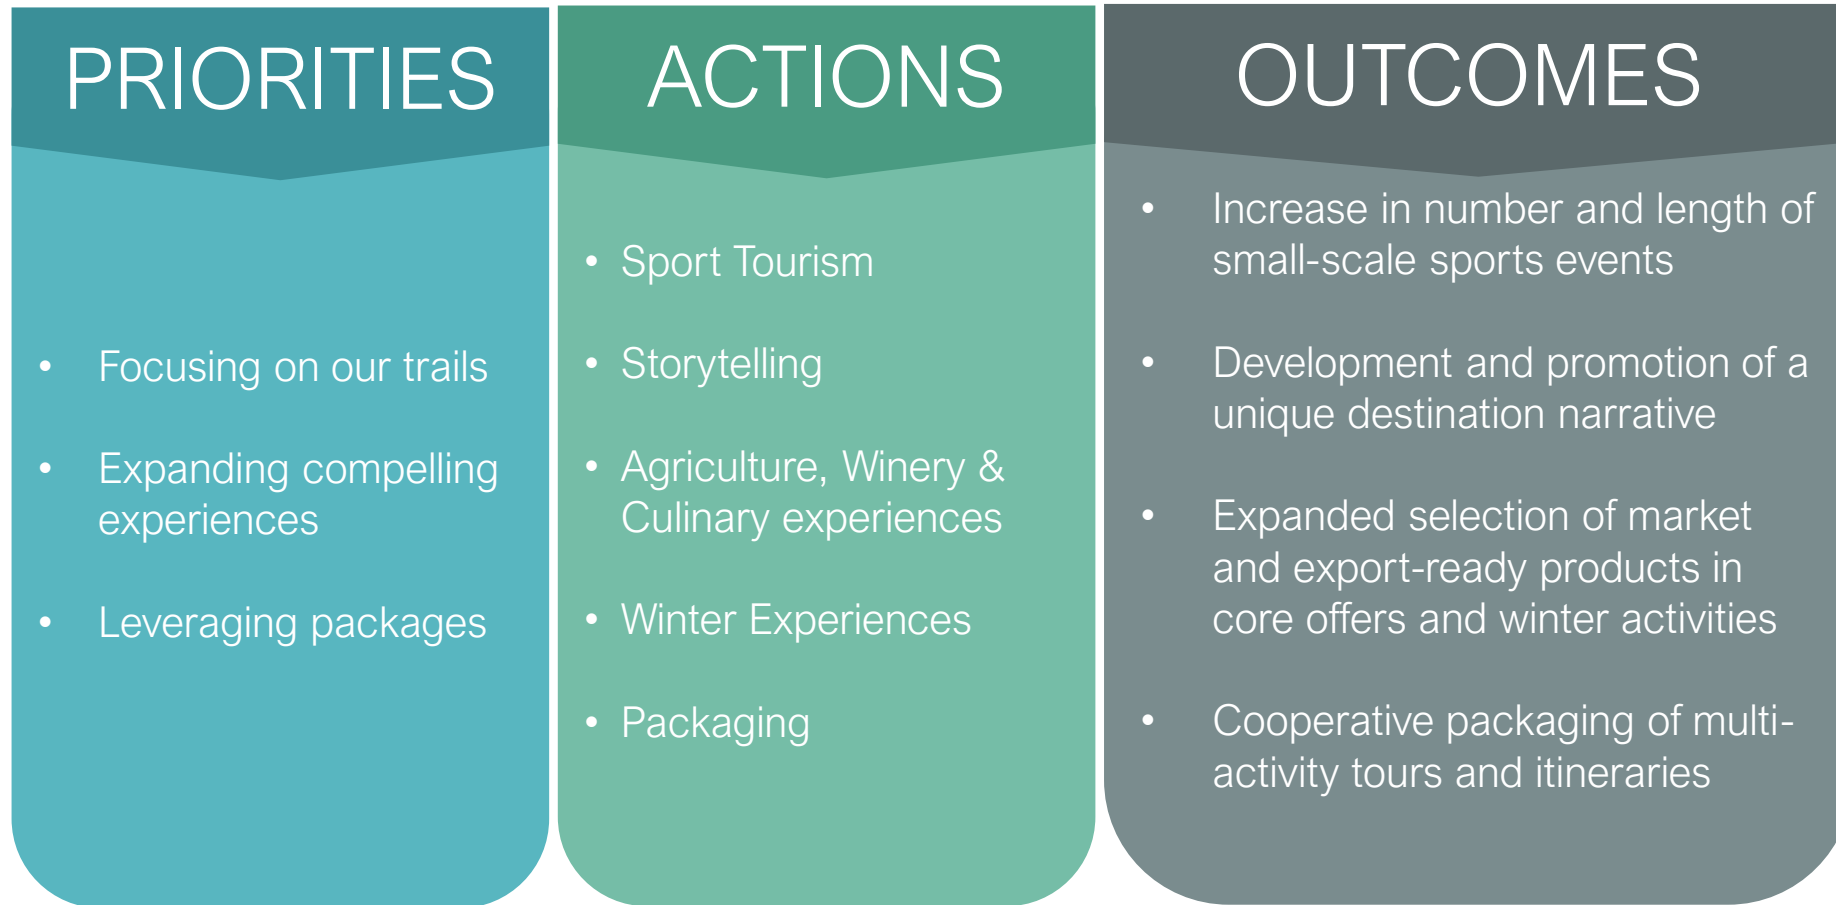 PRIORITIES
• Focusing on our trails
• Expanding compelling
experiences
• Leveraging packages
ACTIONS
• Sport Tourism
• Storytelling
• Agriculture, Winery &
Culinary experiences
• Winter Experiences
• Packaging
OUTCOMES
• Increase in number and length of
small-scale sports events
• Development and promotion of a
unique destination narrative
• Expanded selection of market
and export-ready products in
core offers and winter activities
• Cooperative packaging of multi-
activity tours and itineraries